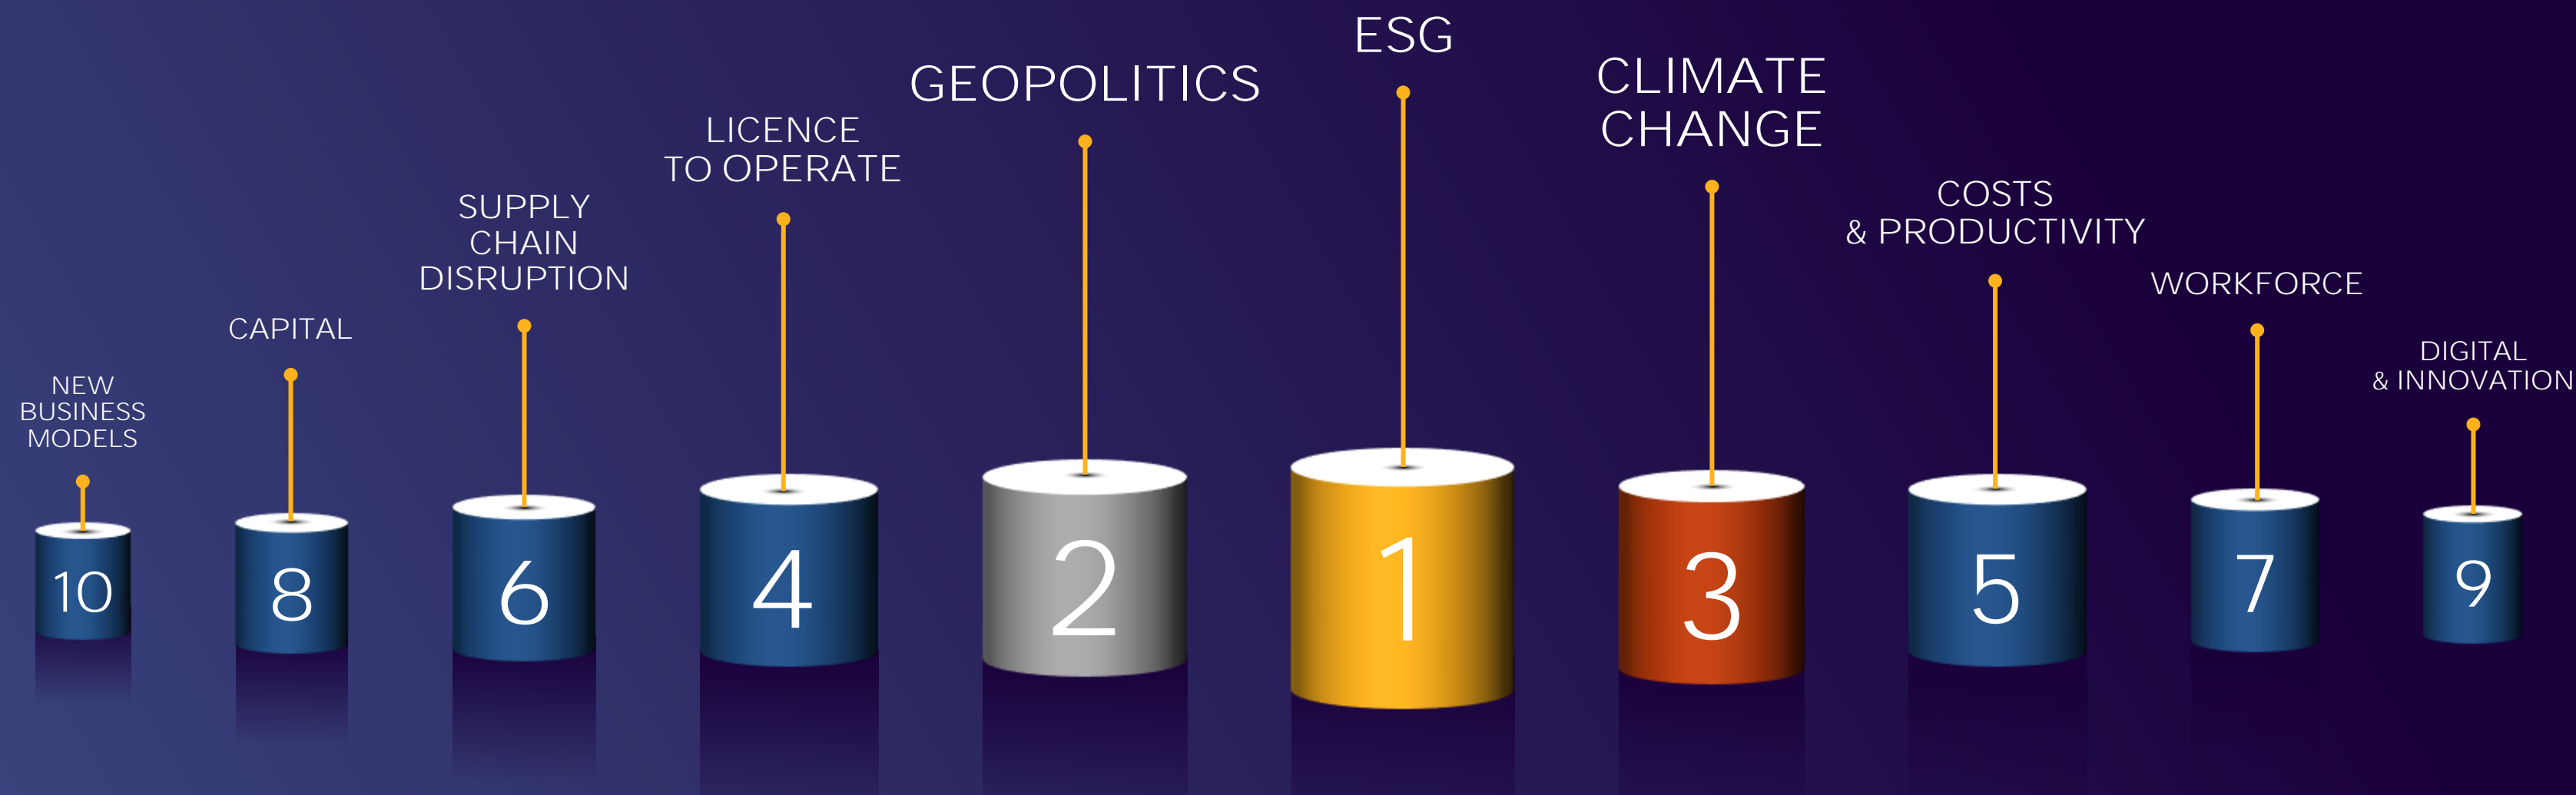 NEW
BUSINESS
MODELS
10
CAPITAL
8
SUPPLY
CHAIN
DISRUPTION
6
LICENCE
TO OPERATE
4
GEOPOLITICS
2
ESG
1
CLIMATE
CHANGE
3
COSTS
& PRODUCTIVITY
5
WORKFORCE
7
DIGITAL
& INNOVATION
9